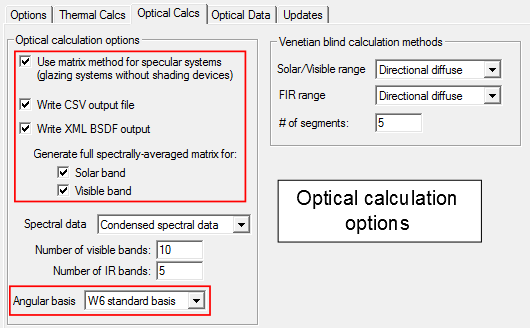 Options Thermal Calcs Optical Calcs Optical Data Updates
Optical calculation options
Use matrix method for specular systems
(glazing systems without shading devices)
Write CSV output file
Write XML BSDF output
Generate full spectrally-averaged matrix for:
Solar band
Visible band
Spectral data Condensed spectral data
Number of visible bands: 10
Number of IR bands: 5
Angular basis W6 standard basis
Venetian blind calculation methods
Solar/Visible range Directional diffuse
FIR range Directional diffuse
# of segments: 5
Optical calculation
options